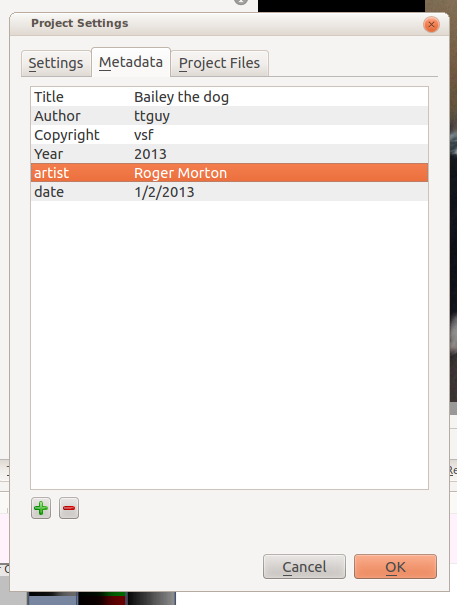 Project Settings
Settings Metadata Project Files
Title Bailey the dog
Author ttguy
Copyright vsf
Year 2013
artist Roger Morton
date 1/2/2013
Cancel OK